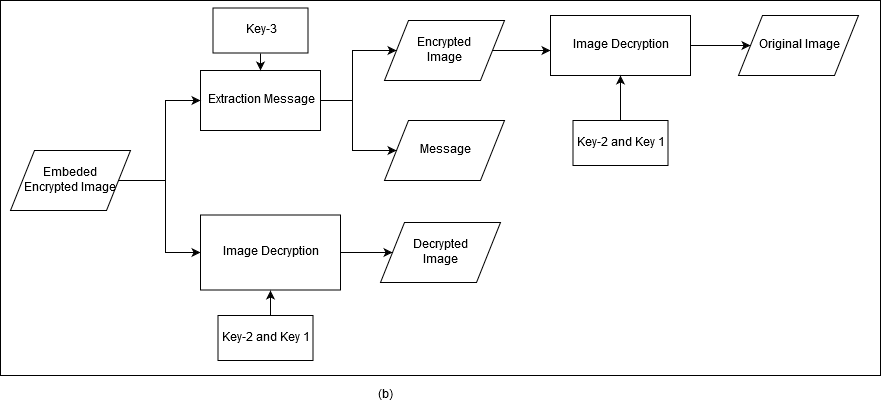 Key-3
Encrypted
Image
Image Decryption
Original Image
Extraction Message
Key-2 and Key 1
Message
Embeded
Encrypted Image
Image Decryption
Decrypted
Image
Key-2 and Key 1
(b)